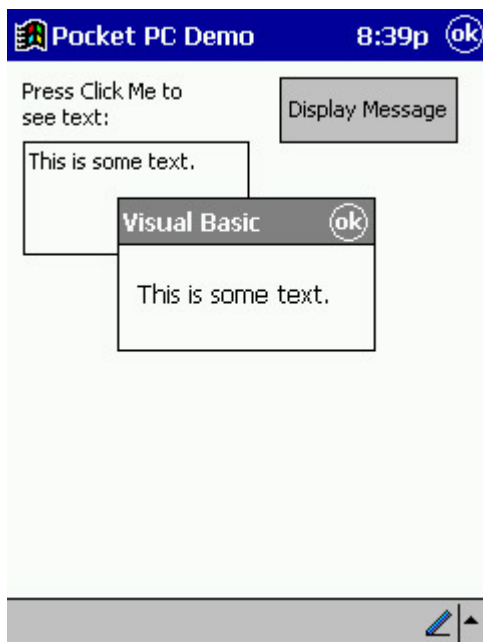 Pocket PC Demo 8:39p ok
Press Click Me to
see text:
Display Message
This is some text.
Visual Basic ok
This is some text.